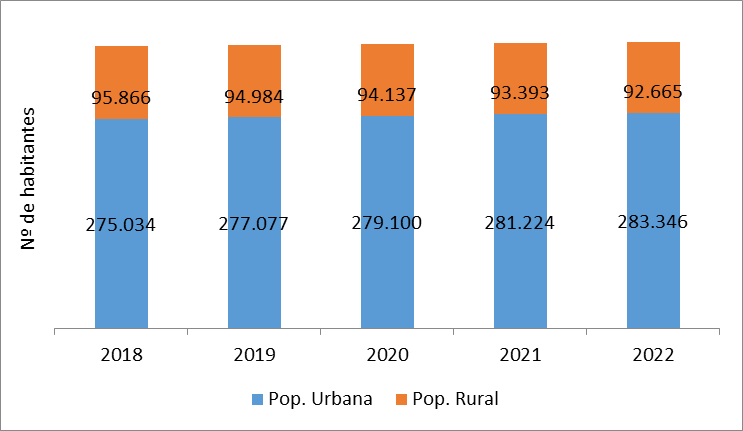 Nº de habitantes
95.866 94.984 94.137 93.393 92.665
275.034 277.077 279.100 281.224 283.346
2018 2019 2020 2021 2022
Pop. Urbana Pop. Rural